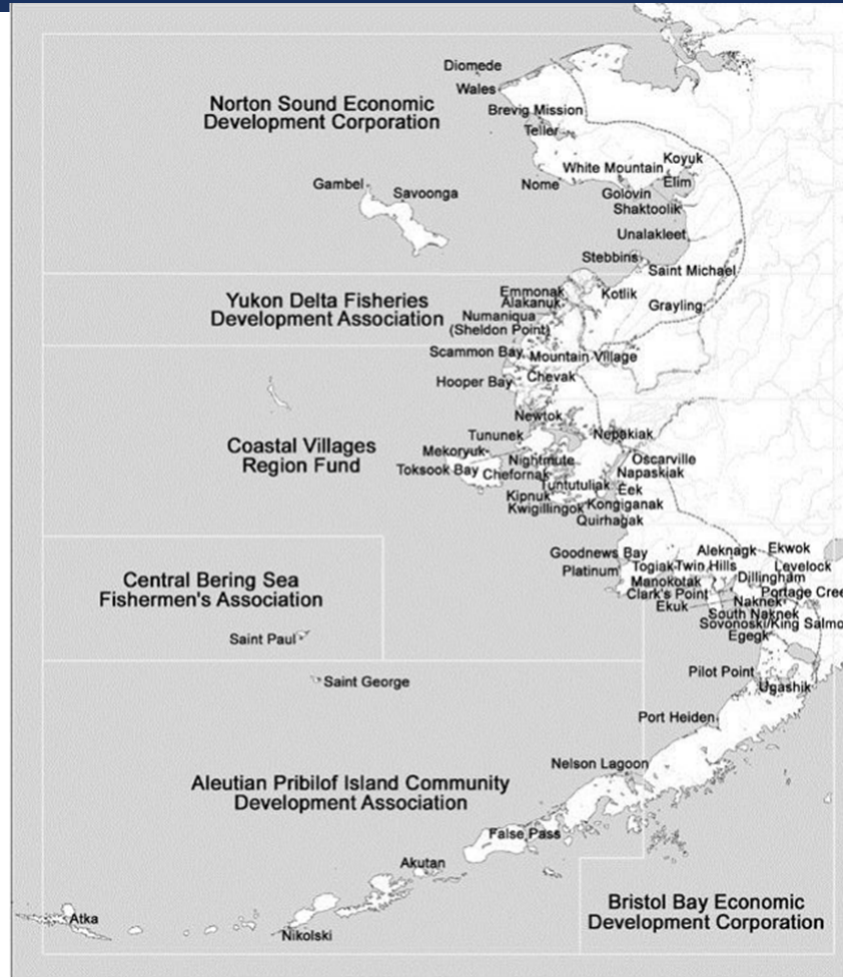 Diomede
Wales
Norton Sound Economic
Development Corporation
Brevig Mission
Teller
Koyuk
White Mountain
Gambel
Savoonga
Nome
Elim
Golovin
Shaktoolik
Unalakleet
Stebbins
Saint Michael
Yukon Delta Fisheries
Development Association
Emmonak
Alakanuk
Kotlik
Grayling
Numaniqua
(Sheldon Point)
Scammon Bay
Mountain Village
Hooper Bay
Chevak
Newtok
Coastal Villages
Region Fund
Tununek
Nepakiak
Mekoryuk
Nightmute
Oscarville
Toksook Bay
Chefornak
Napaskiak
Tuntutuliak
Eek
Kipnuk
Kwigillingok
Kongiganak
Quirhagak
Goodnews Bay
Aleknagk
Ekwok
Platinum
Togiak
Twin Hills
Levelock
Central Bering Sea
Fishermen's Association
Manokotak
Dillingham
Clark's Point
Portage Cree
Ekuk
Naknek
South Naknek
Sovonoski/King Salmo
Egegk
Saint Paul
Saint George
Pilot Point
Ugashik
Port Heiden
Nelson Lagoon
Aleutian Pribilof Island Community
Development Association
False Pass
Akutan
Atka
Nikolski
Bristol Bay Economic
Development Corporation